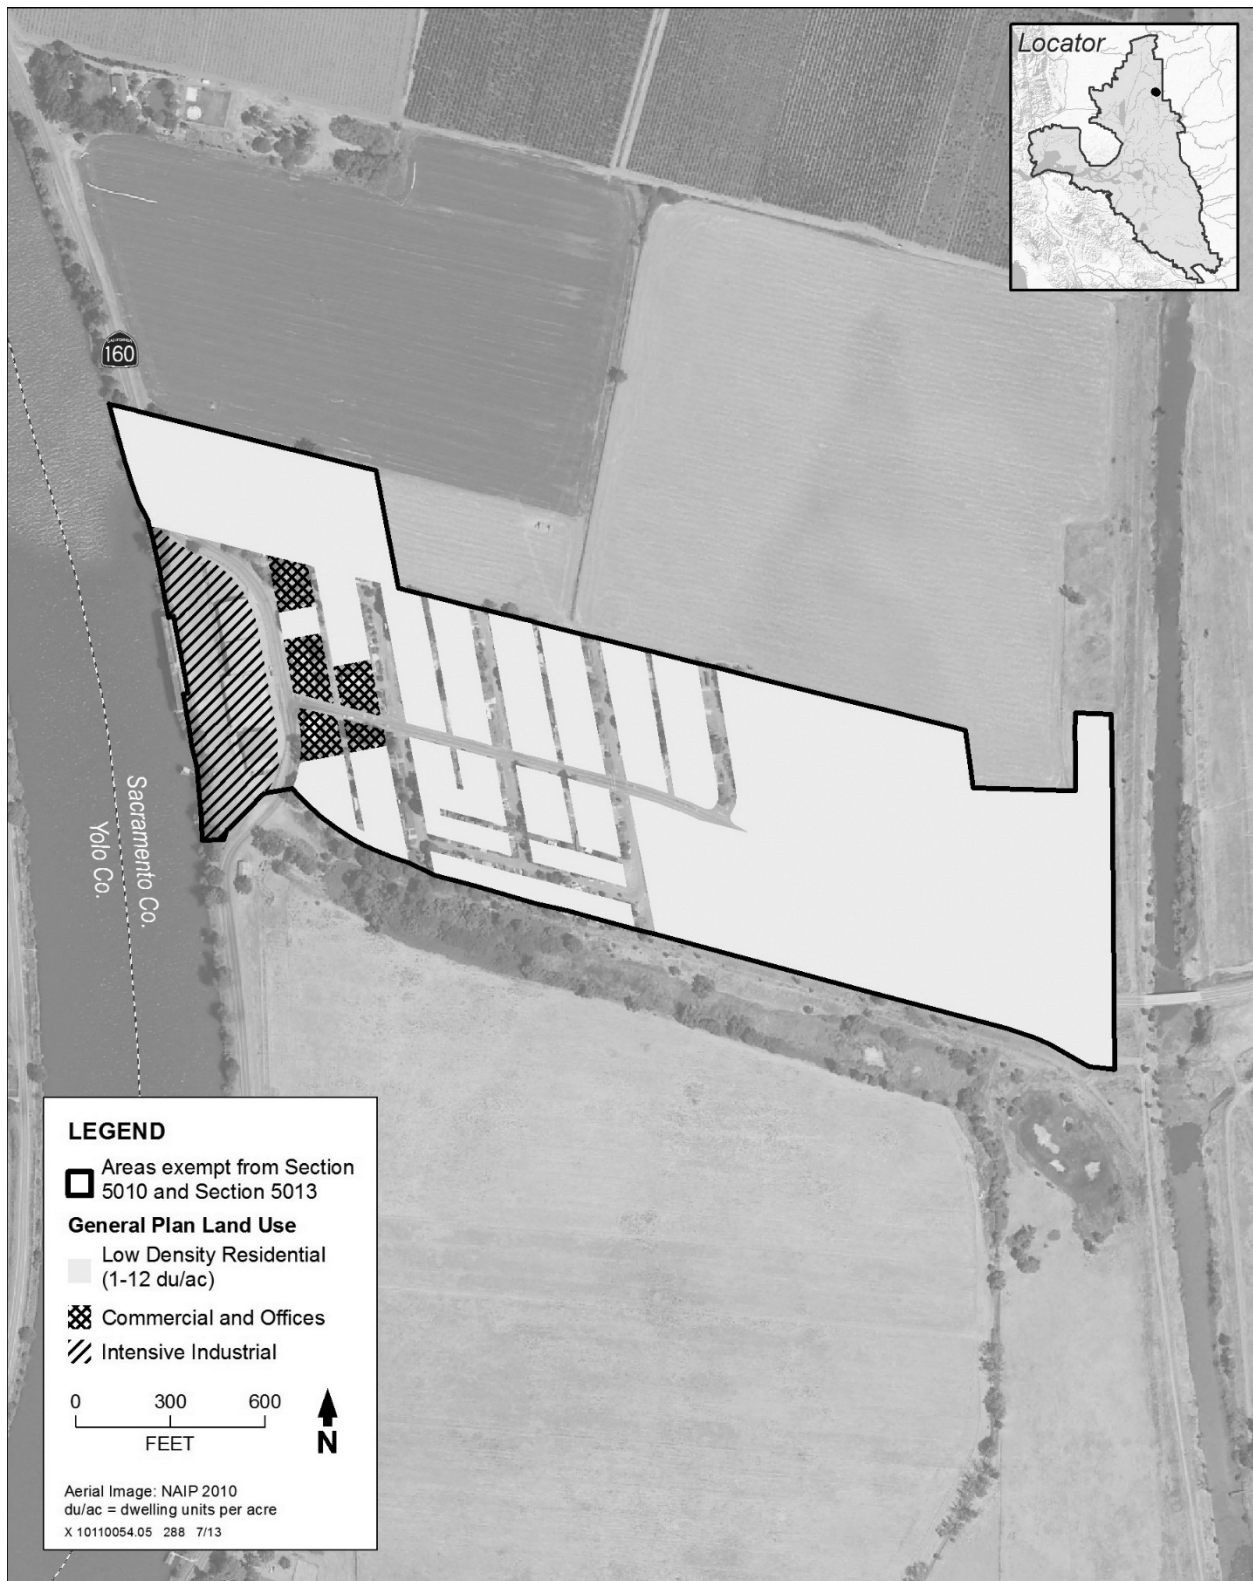 Locator
CALIFORNIA
160
Sacramento Co.
Yolo Co.
LEGEND
Areas exempt from Section
5010 and Section 5013
General Plan Land Use
Low Density Residential
(1-12 du/ac)
Commercial and Offices
Intensive Industrial
0 300 600
FEET
N
Aerial Image: NAIP 2010
du/ac = dwelling units per acre
X 10110054.05 288 7/13